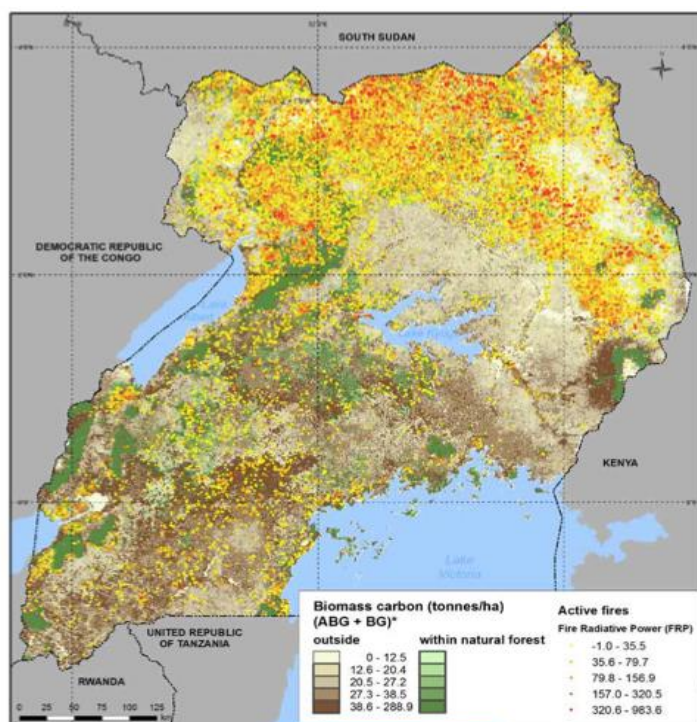 SOUTH SUDAN
DEMOCRATIC REPUBLIC
OF THE CONGO
KENYA
Lake
Victoria
UNITED REPUBLIC
OF TANZANIA
RWANDA
0 25 50 75 100 125
Biomass carbon (tonnes/ha)
(ABG + BG)*
outside within natural forest
0 - 12.5
12.6 - 20.4
20.5 - 27.2
27.3 - 38.5
38.6 - 288.9
Active fires
Fire Radiative Power (FRP)
-1.0 - 35.5
35.6 - 79.7
79.8 - 156.9
157.0 - 320.5
320.6 - 983.6